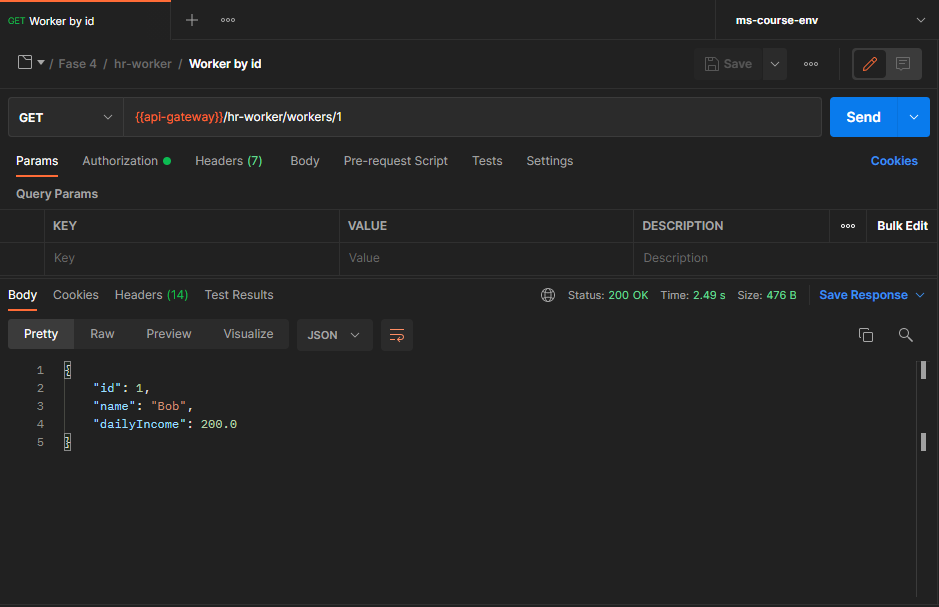 GET Worker by id
ms-course-env
/ Fase 4 / hr-worker / Worker by id
Save
GET
{{api-gateway}}/hr-worker/workers/1
Send
Params Authorization Headers (7) Body Pre-request Script Tests Settings Cookies
Query Params
KEY VALUE DESCRIPTION Bulk Edit
Key Value Description
Body Cookies Headers (14) Test Results Status: 200 OK Time: 2.49 s Size: 476 B Save Response
Pretty Raw Preview Visualize JSON
1 {
2 "id": 1,
3 "name": "Bob",
4 "dailyIncome": 200.0
5 }